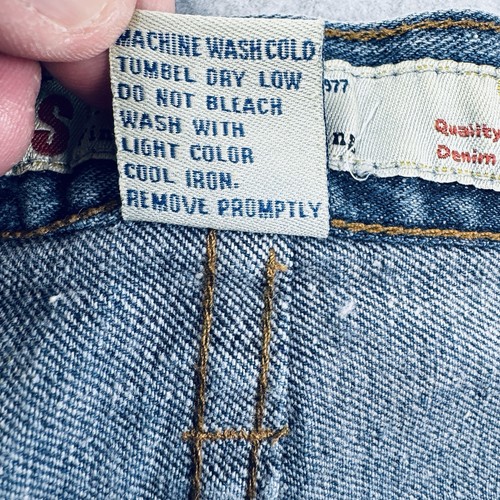 MACHINE WASH COLD
TUMBEL DRY LOW
DO NOT BLEACH
WASH WITH
LIGHT COLOR
COOL IRON.
REMOVE PROMPTLY
977
Quality
Denim